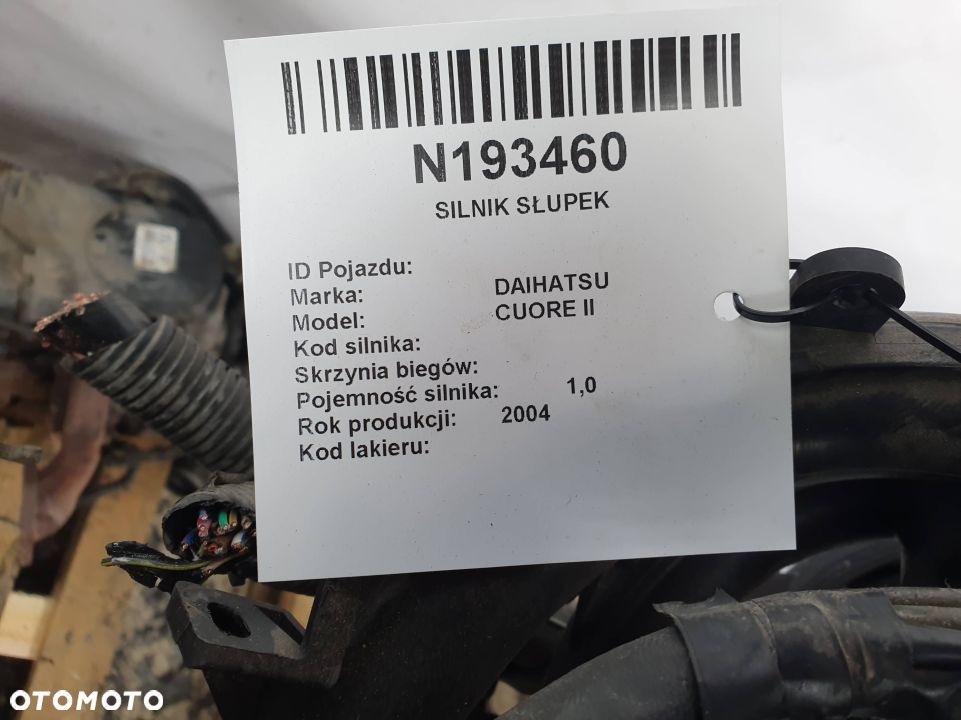 N193460
SILNIK SŁUPEK
ID Pojazdu:
Marka: DAIHATSU
Model: CUORE II
Kod silnika:
Skrzynia biegów:
Pojemność silnika: 1,0
Rok produkcji: 2004
Kod lakieru:
OTOMOTO